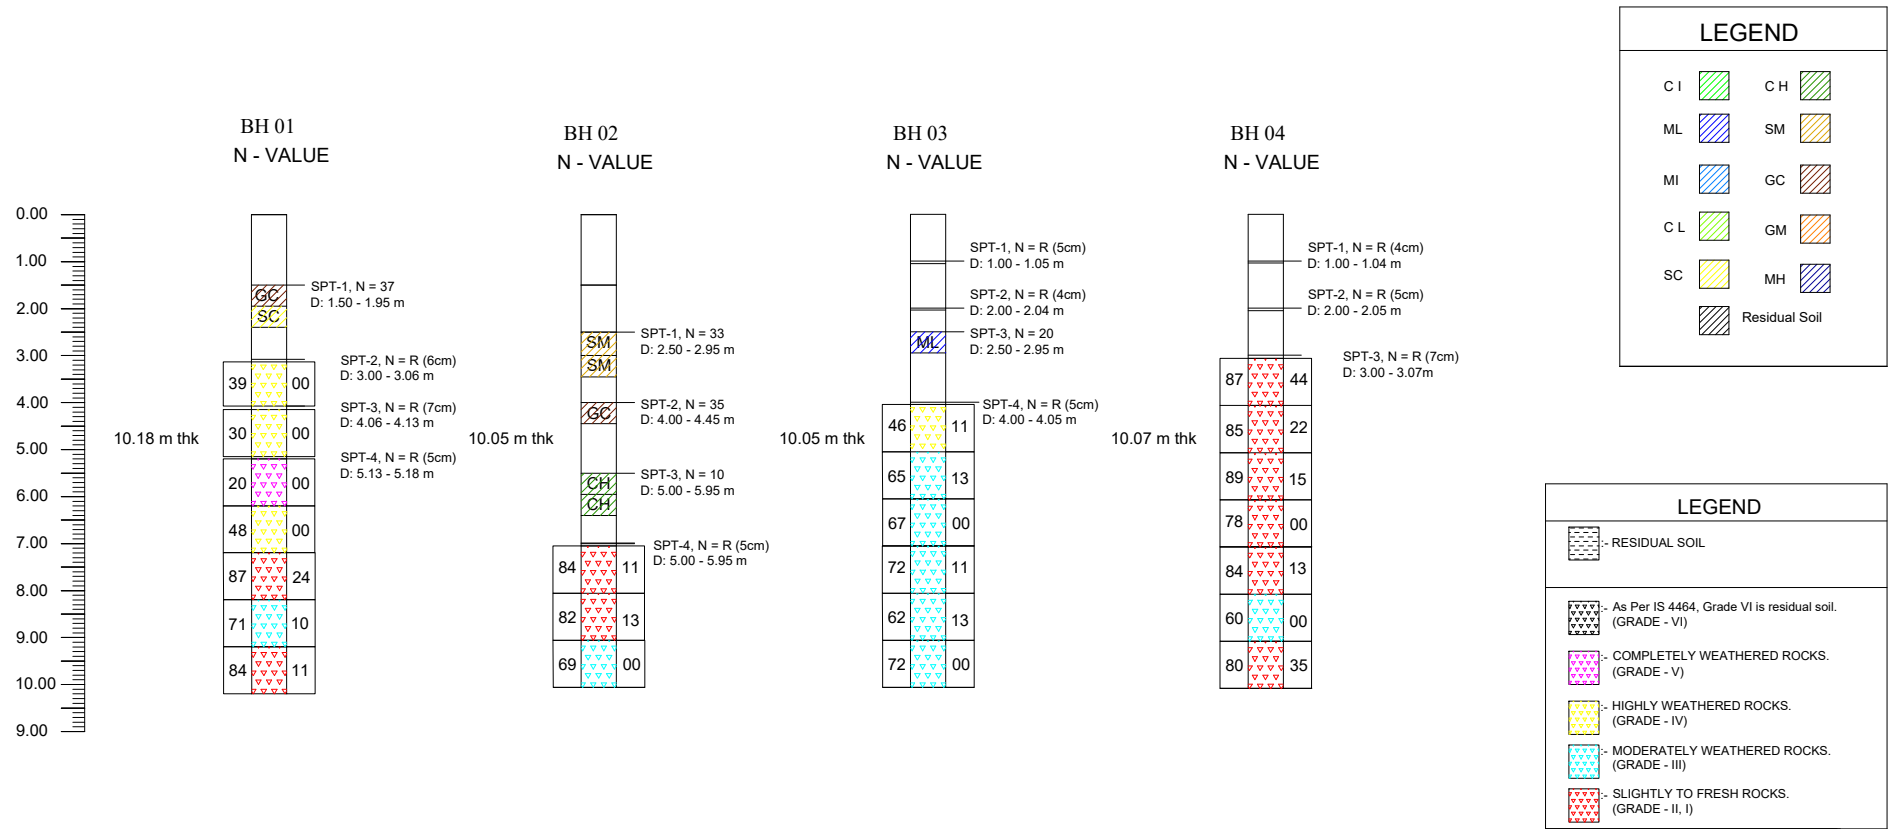 LEGEND
C I
C H
ML
SM
MI
GC
C L
GM
SC
MH
Residual Soil
BH 01
N - VALUE
BH 02
N - VALUE
BH 03
N - VALUE
BH 04
N - VALUE
0.00
1.00
2.00
3.00
4.00
5.00
6.00
7.00
8.00
9.00
10.00
9.00
10.18 m thk
GC
SC
SPT-1, N = 37
D: 1.50 - 1.95 m
SPT-2, N = R (6cm)
D: 3.00 - 3.06 m
SPT-3, N = R (7cm)
D: 4.06 - 4.13 m
SPT-4, N = R (5cm)
D: 5.13 - 5.18 m
39 00
30 00
20 00
48 00
87 24
71 10
84 11
10.05 m thk
SM
SM
GC
CH
CH
SPT-1, N = 33
D: 2.50 - 2.95 m
SPT-2, N = 35
D: 4.00 - 4.45 m
SPT-3, N = 10
D: 5.00 - 5.95 m
SPT-4, N = R (5cm)
D: 5.00 - 5.95 m
84 11
82 13
69 00
10.05 m thk
SPT-1, N = R (5cm)
D: 1.00 - 1.05 m
SPT-2, N = R (4cm)
D: 2.00 - 2.04 m
ML
SPT-3, N = 20
D: 2.50 - 2.95 m
SPT-4, N = R (5cm)
D: 4.00 - 4.05 m
46 11
65 13
67 00
72 11
62 13
72 00
10.07 m thk
SPT-1, N = R (4cm)
D: 1.00 - 1.04 m
SPT-2, N = R (5cm)
D: 2.00 - 2.05 m
SPT-3, N = R (7cm)
D: 3.00 - 3.07m
87 44
85 22
89 15
78 00
84 13
60 00
80 35
LEGEND
:- RESIDUAL SOIL
:- As Per IS 4464, Grade VI is residual soil.
(GRADE - VI)
:- COMPLETELY WEATHERED ROCKS.
(GRADE - V)
:- HIGHLY WEATHERED ROCKS.
(GRADE - IV)
:- MODERATELY WEATHERED ROCKS.
(GRADE - III)
:- SLIGHTLY TO FRESH ROCKS.
(GRADE - II, I)